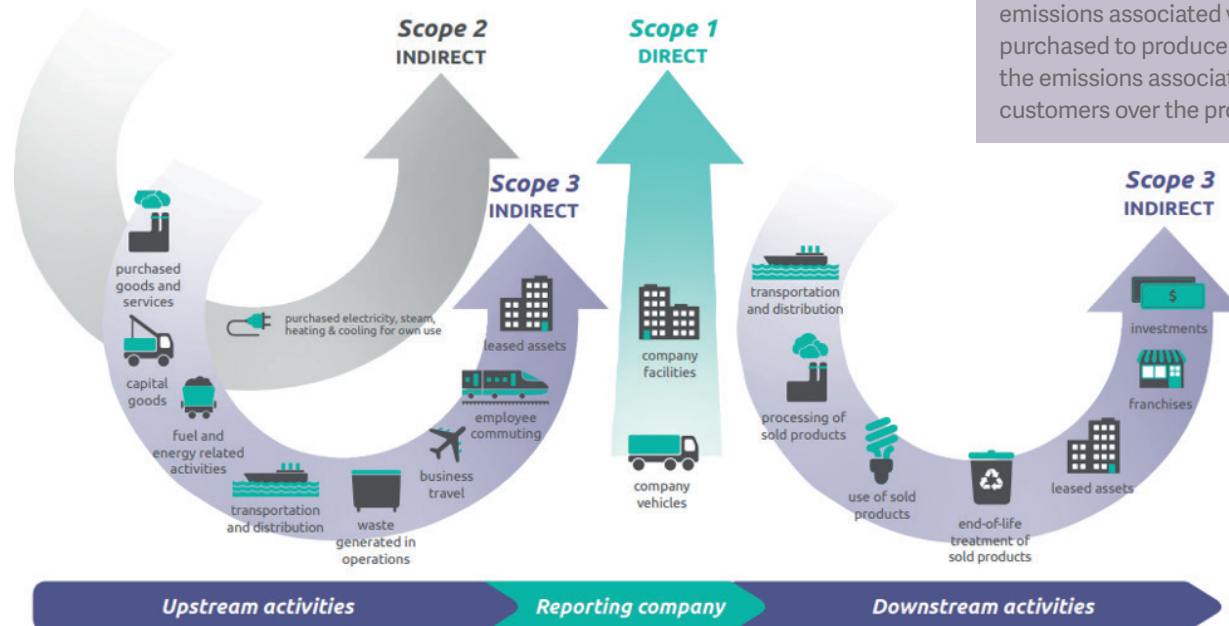 emissions associated
purchased to produce
the emissions
customers over the
Scope 2
INDIRECT
Scope 1
DIRECT
Scope 3
INDIRECT
Scope 3
INDIRECT
purchased
goods and
services
capital
goods
fuel and
energy related
activities
transportation
and distribution
waste
generated in
operations
business
travel
employee
commuting
leased assets
purchased electricity, steam,
heating & cooling for own use
company
facilities
company
vehicles
transportation
and distribution
processing of
sold products
use of sold
products
end-of-life
treatment of
sold products
leased assets
franchises
investments
$
Upstream activities
Reporting company
Downstream activities